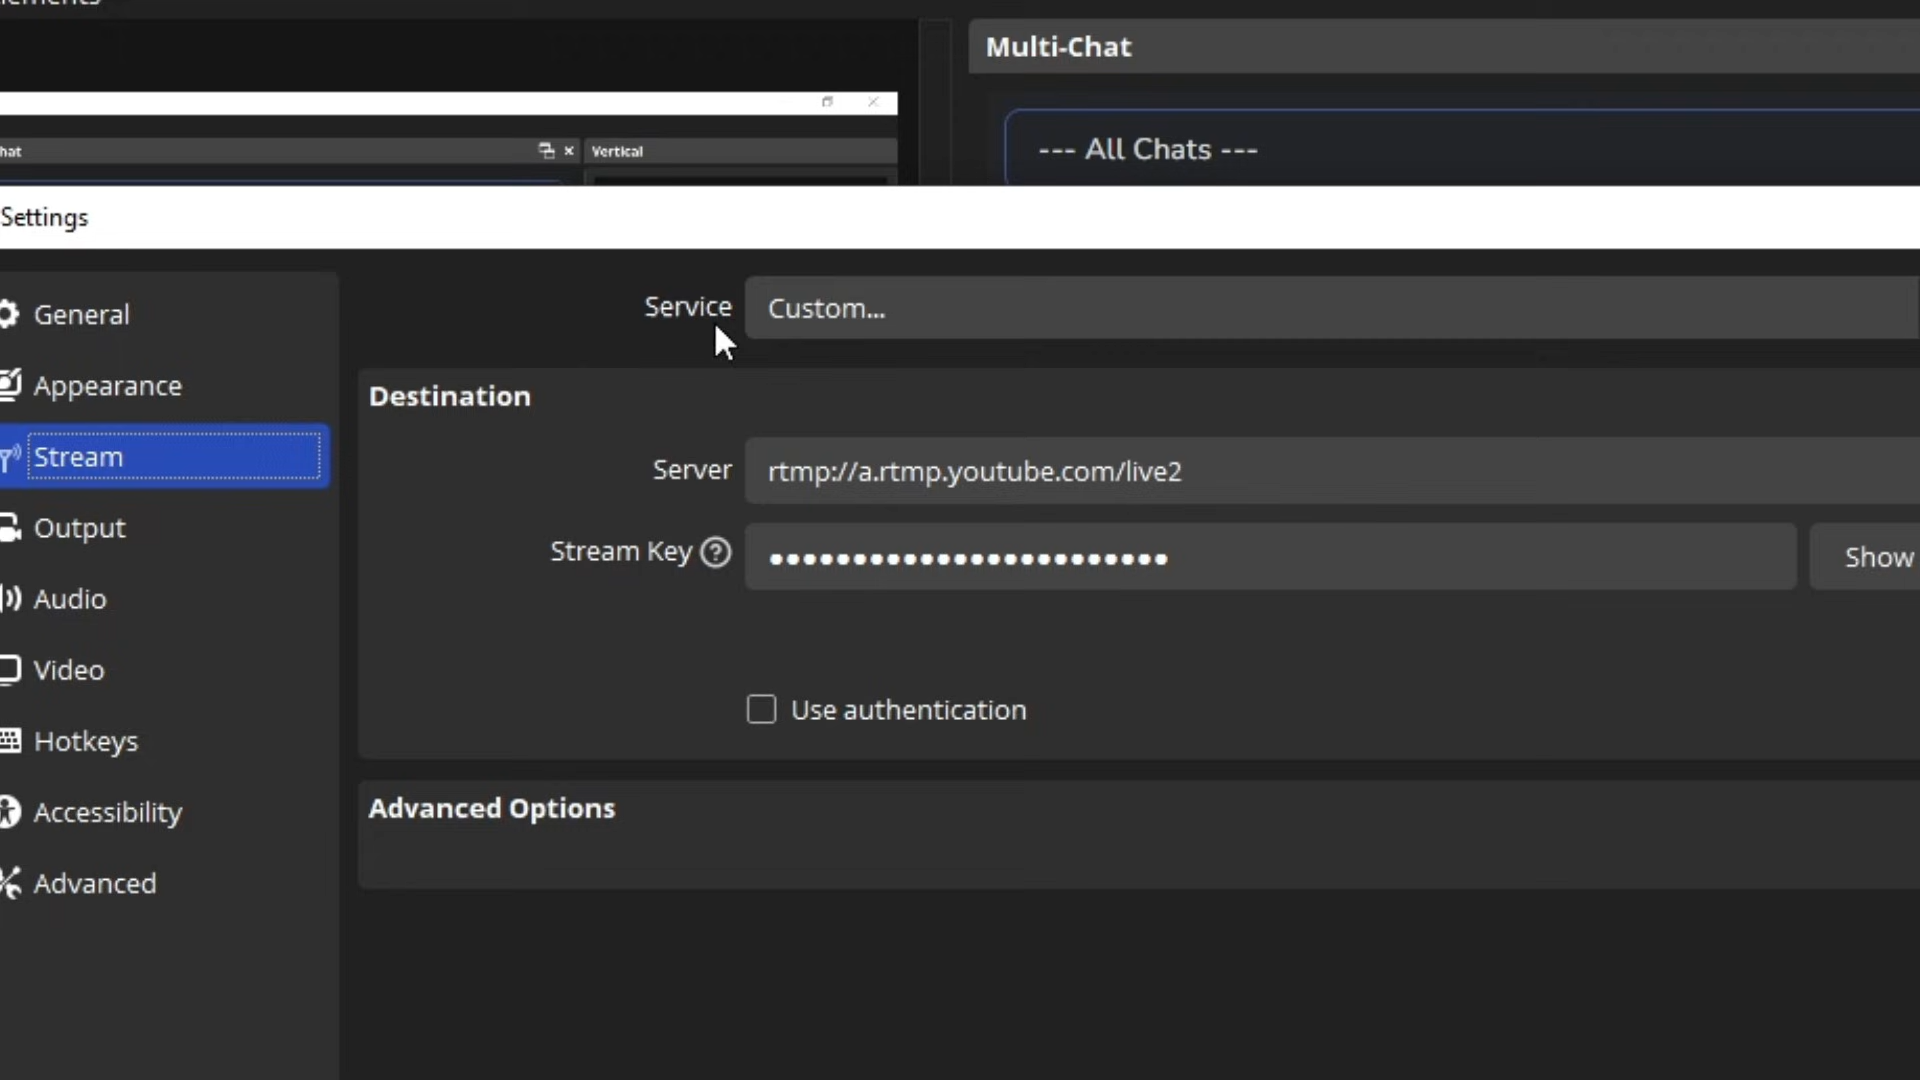 Multi-Chat
--- All Chats ---
hat
Vertical
Settings
General
Appearance
Stream
Output
Audio
Video
Hotkeys
Accessibility
Advanced
Service
Custom...
Destination
Server
rtmp://a.rtmp.youtube.com/live2
Stream Key
••••••••••••••••••••••••
Show
Use authentication
Advanced Options